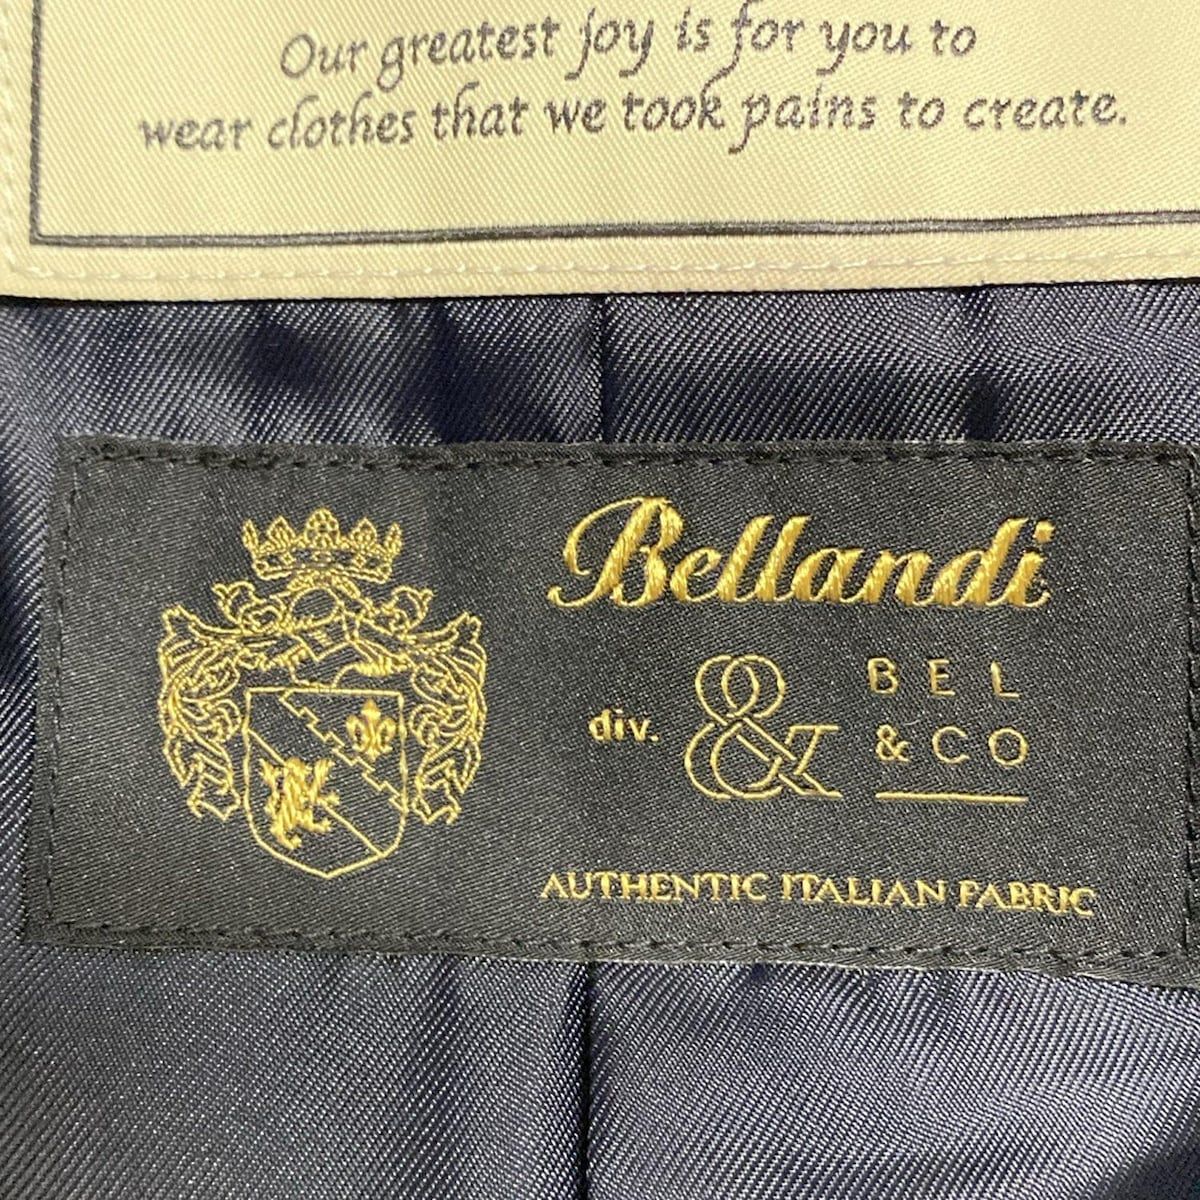 Our greatest joy is for you to
wear clothes that we took pains to create.
Bellandi
div. & BEL
& CO
AUTHENTIC ITALIAN FABRIC